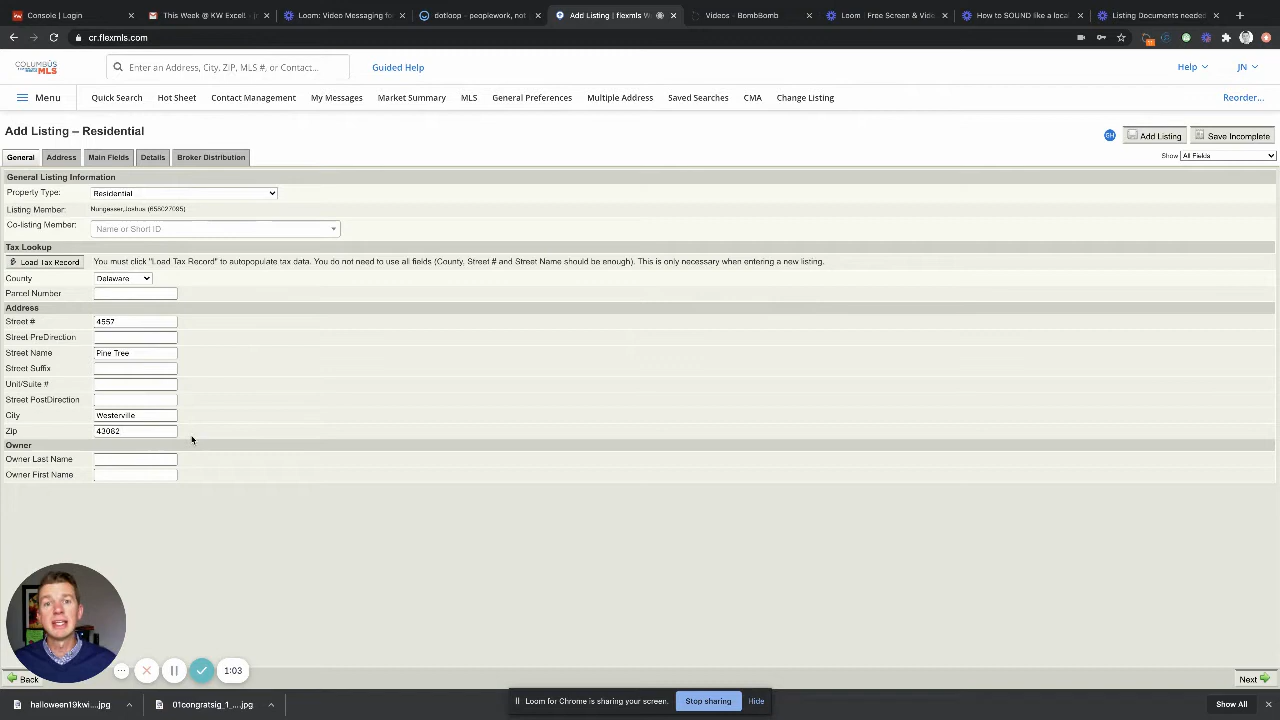 Console | Login
This Week @ KW Excel:
Loom: Video Messaging fo
dotloop - peoplework, not
Add Listing | flexmls W
Videos - BombBomb
Loom - Free Screen & Vide
How to SOUND like a local
Listing Documents needed
cr.flexmls.com
COLUMBUS
MLS
Enter an Address, City, ZIP, MLS #, or Contact...
Guided Help
Help
JN
Menu
Quick Search
Hot Sheet
Contact Management
My Messages
Market Summary
MLS
General Preferences
Multiple Address
Saved Searches
CMA
Change Listing
Reorder...
Add Listing – Residential
Add Listing
Save Incomplete
General
Address
Main Fields
Details
Broker Distribution
Show
All Fields
General Listing Information
Property Type:
Residential
Listing Member:
Nungesser, Joshua (658027095)
Co-listing Member:
Name or Short ID
Tax Lookup
Load Tax Record
You must click "Load Tax Record" to autopopulate tax data. You do not need to use all fields (County, Street # and Street Name should be enough). This is only necessary when entering a new listing.
County
Delaware
Parcel Number
Address
Street #
4557
Street PreDirection
Street Name
Pine Tree
Street Suffix
Unit/Suite #
Street PostDirection
City
Westerville
Zip
43082
Owner
Owner Last Name
Owner First Name
1:03
Back
Next
Loom for Chrome is sharing your screen.
Stop sharing
Hide
halloween19kwi....jpg
01congratsig_1_....jpg
Show All